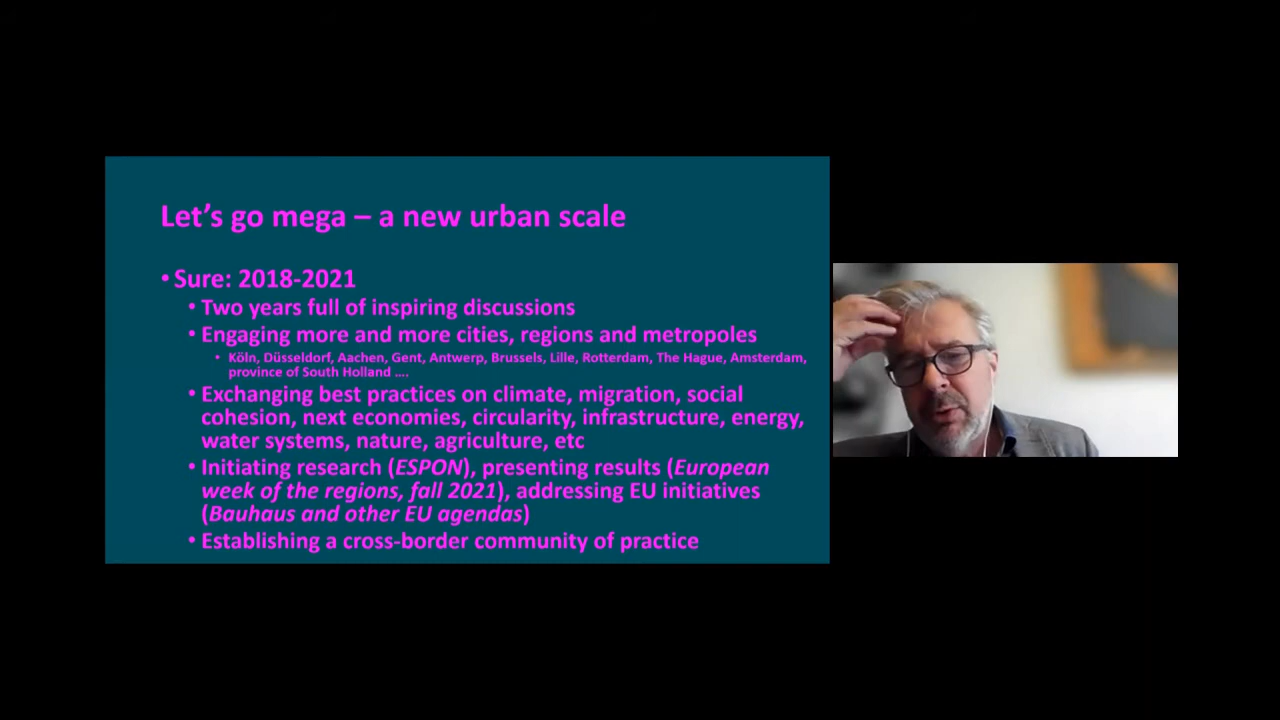 Let's go mega – a new urban scale
• Sure: 2018-2021
• Two years full of inspiring discussions
• Engaging more and more cities, regions and metropoles
• Köln, Düsseldorf, Aachen, Gent, Antwerp, Brussels, Lille, Rotterdam, The Hague, Amsterdam,
province of South Holland ....
• Exchanging best practices on climate, migration, social
cohesion, next economies, circularity, infrastructure, energy,
water systems, nature, agriculture, etc
• Initiating research (ESPON), presenting results (European
week of the regions, fall 2021), addressing EU initiatives
(Bauhaus and other EU agendas)
• Establishing a cross-border community of practice